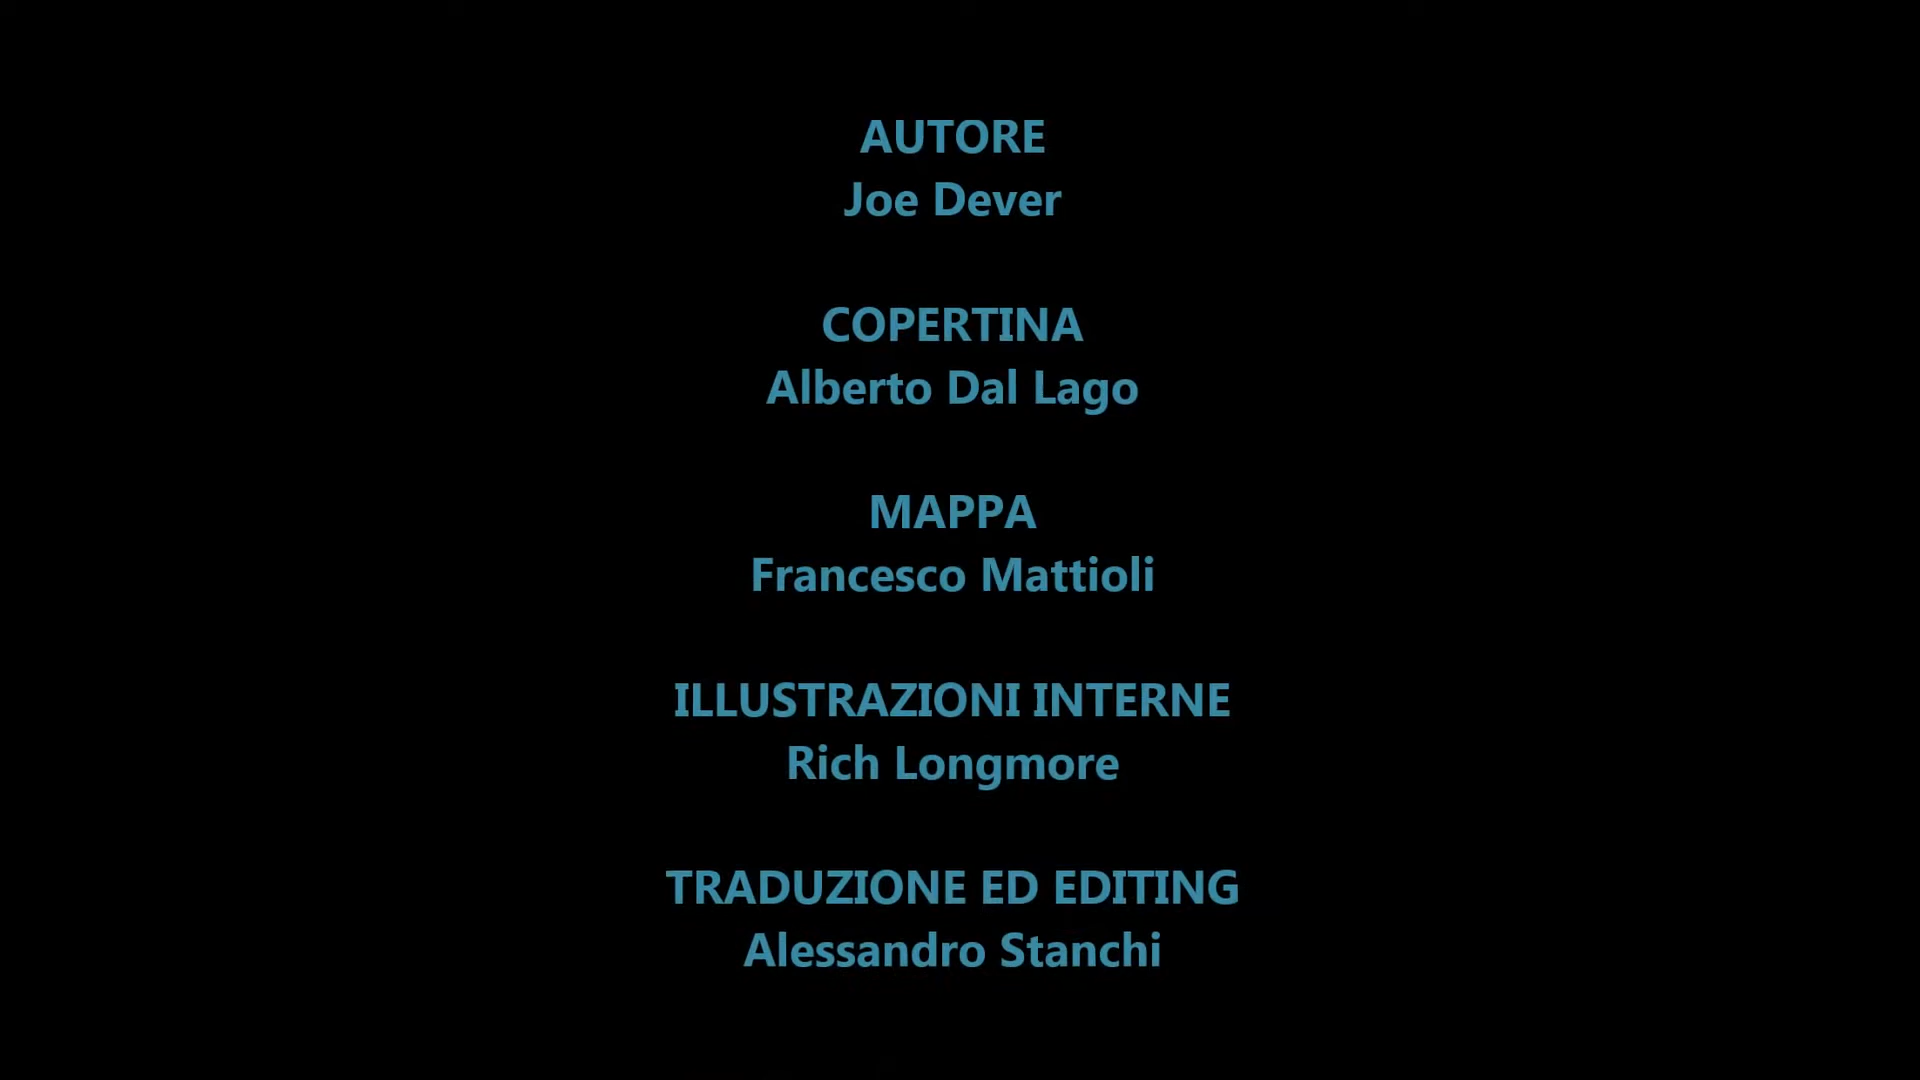 AUTORE
Joe Dever
COPERTINA
Alberto Dal Lago
MAPPA
Francesco Mattioli
ILLUSTRAZIONI INTERNE
Rich Longmore
TRADUZIONE ED EDITING
Alessandro Stanchi